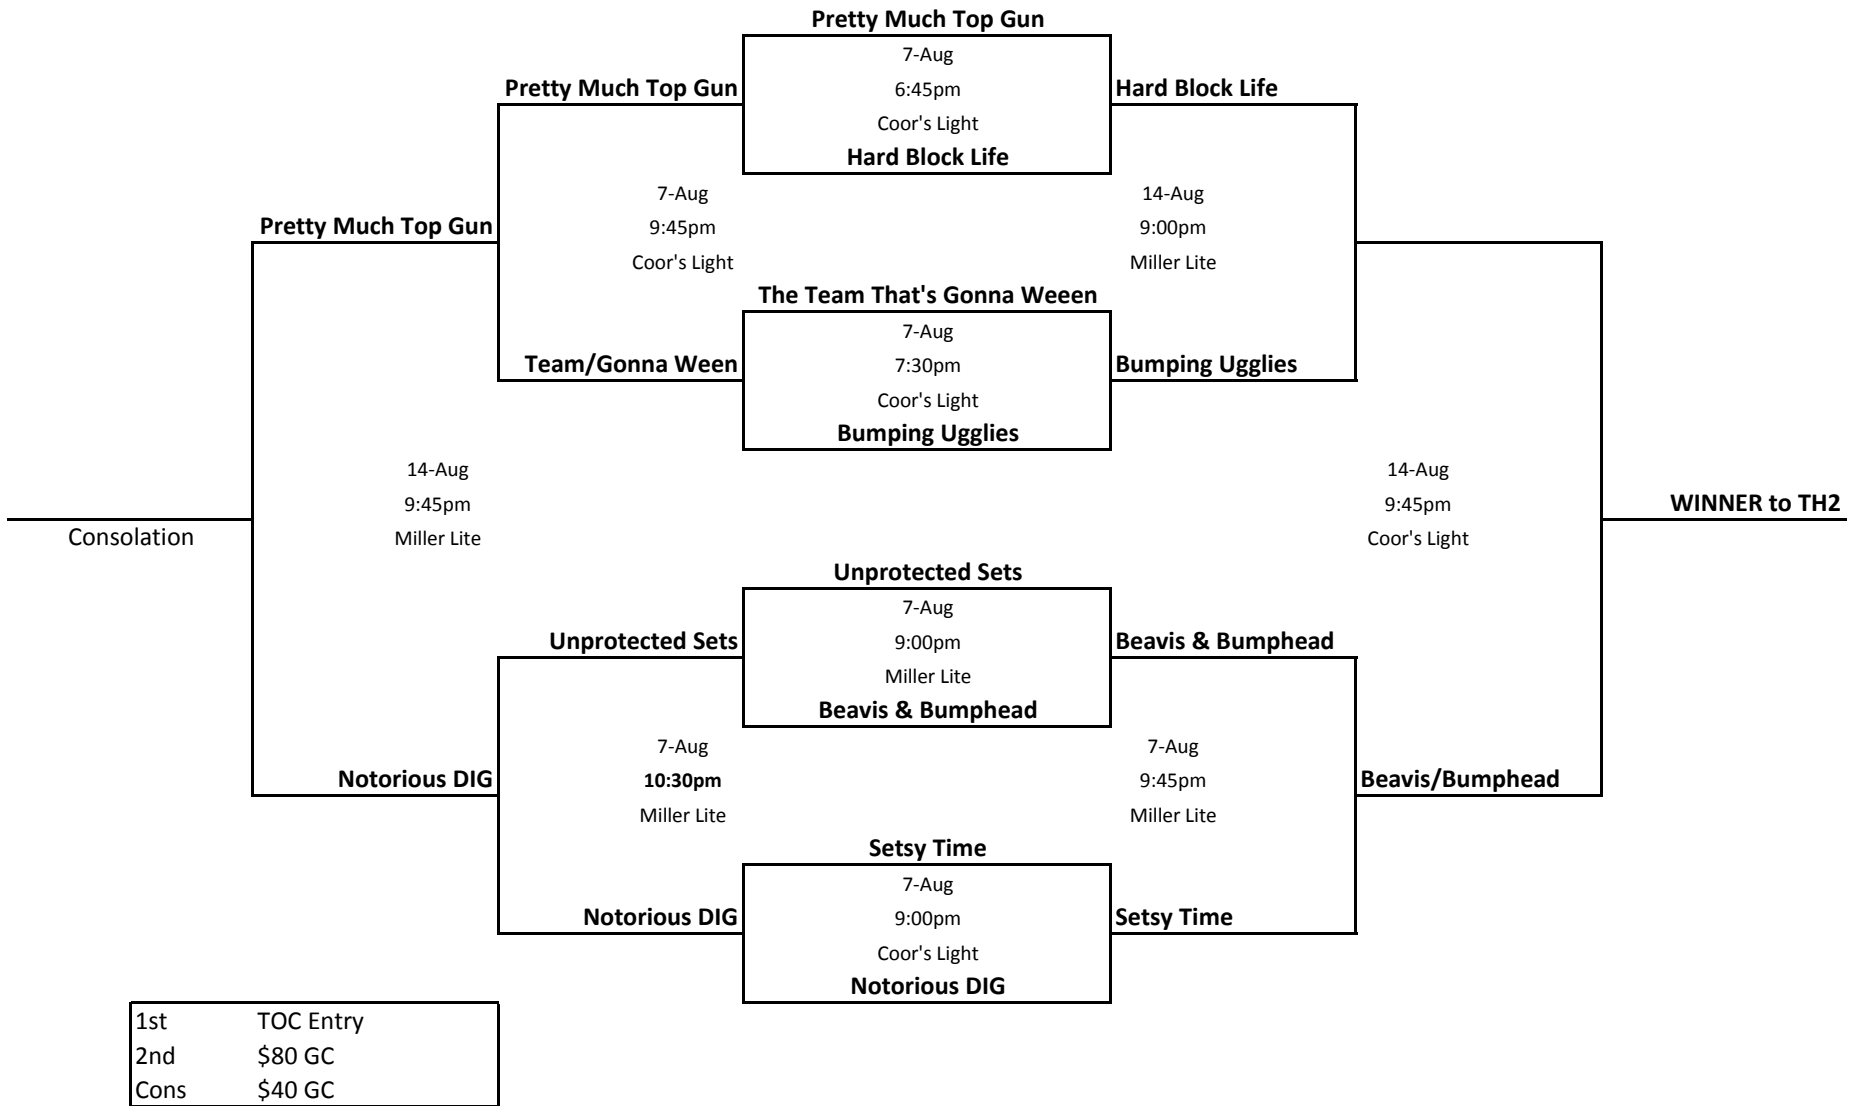 Pretty Much Top Gun
7-Aug
Pretty Much Top Gun 6:45pm Hard Block Life
Coor's Light
Hard Block Life
7-Aug 14-Aug
Pretty Much Top Gun 9:45pm 9:00pm
Coor's Light Miller Lite
The Team That's Gonna Weeen
7-Aug
Team/Gonna Ween 7:30pm Bumping Ugglies
Coor's Light
Bumping Ugglies
14-Aug 14-Aug
9:45pm 9:45pm WINNER to TH2
Consolation Miller Lite Coor's Light
Unprotected Sets
7-Aug
Unprotected Sets 9:00pm Beavis & Bumphead
Miller Lite
Beavis & Bumphead
7-Aug 7-Aug
Notorious DIG 10:30pm 9:45pm Beavis/Bumphead
Miller Lite Miller Lite
Setsy Time
7-Aug
Notorious DIG 9:00pm Setsy Time
Coor's Light
Notorious DIG
1st TOC Entry
2nd $80 GC
Cons $40 GC